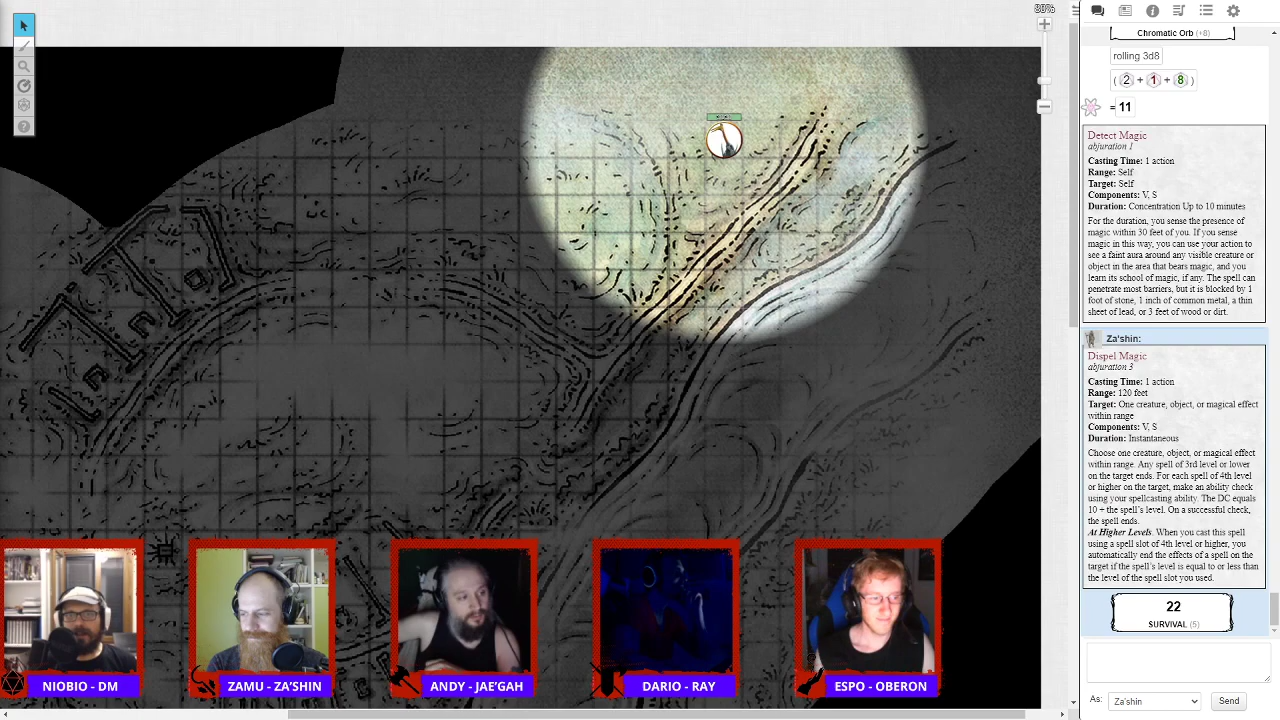 88%
Chromatic Orb (+8)
rolling 3d8
( 2 + 1 + 8 )
= 11
Detect Magic
abjuration 1
Casting Time: 1 action
Range: Self
Target: Self
Components: V, S
Duration: Concentration Up to 10 minutes
For the duration, you sense the presence of
magic within 30 feet of you. If you sense
magic in this way, you can use your action to
see a faint aura around any visible creature or
object in the area that bears magic, and you
learn its school of magic, if any. The spell can
penetrate most barriers, but it is blocked by 1
foot of stone, 1 inch of common metal, a thin
sheet of lead, or 3 feet of wood or dirt.
Za'shin:
Dispel Magic
abjuration 3
Casting Time: 1 action
Range: 120 feet
Target: One creature, object, or magical effect
within range
Components: V, S
Duration: Instantaneous
Choose one creature, object, or magical effect
within range. Any spell of 3rd level or lower
on the target ends. For each spell of 4th level
or higher on the target, make an ability check
using your spellcasting ability. The DC equals
10 + the spell's level. On a successful check,
the spell ends.
At Higher Levels. When you cast this spell
using a spell slot of 4th level or higher, you
automatically end the effects of a spell on the
target if the spell's level is equal to or less than
the level of the spell slot you used.
22
SURVIVAL (5)
As: Za'shin Send
NIOBIO - DM
ZAMU - ZA'SHIN
ANDY - JAE'GAH
DARIO - RAY
ESPO - OBERON